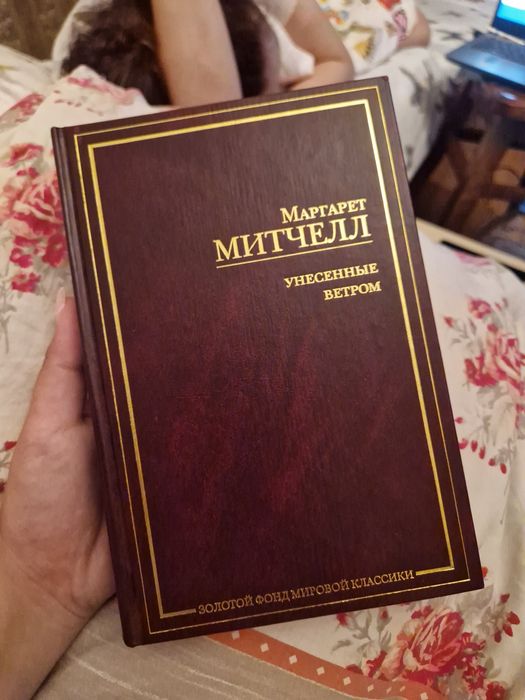 Маргарет
МИТЧЕЛЛ
УНЕСЕННЫЕ
ВЕТРОМ
ЗОЛОТОЙ ФОНД МИРОВОЙ КЛАССИКИ